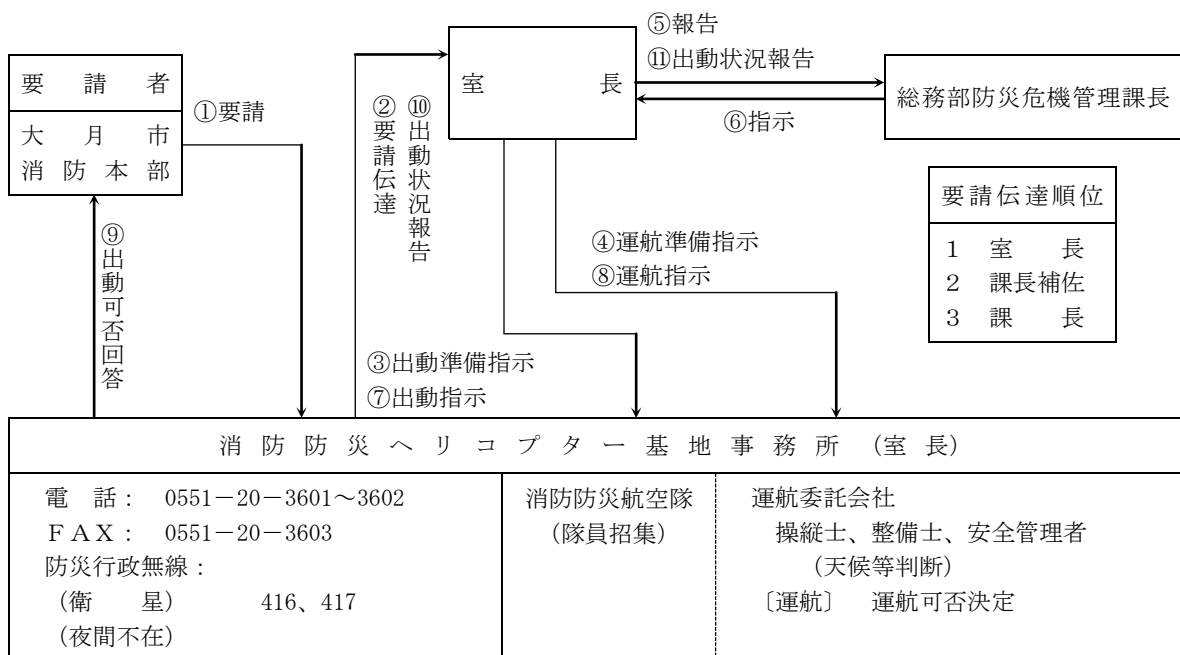 要請者
大月市
消防本部
①要請
⑨出動可否回答
②要請伝達
⑩出動状況報告
室長
⑤報告
⑪出動状況報告
⑥指示
総務部防災危機管理課長
要請伝達順位
1 室長
2 課長補佐
3 課長
④運航準備指示
⑧運航指示
③出動準備指示
⑦出動指示
消防防災ヘリコプター基地事務所(室長)
電話: 0551-20-3601～3602
FAX: 0551-20-3603
防災行政無線:
(衛星) 416、417
(夜間不在)
消防防災航空隊
(隊員招集)
運航委託会社
操縦士、整備士、安全管理者
(天候等判断)
〔運航〕 運航可否決定